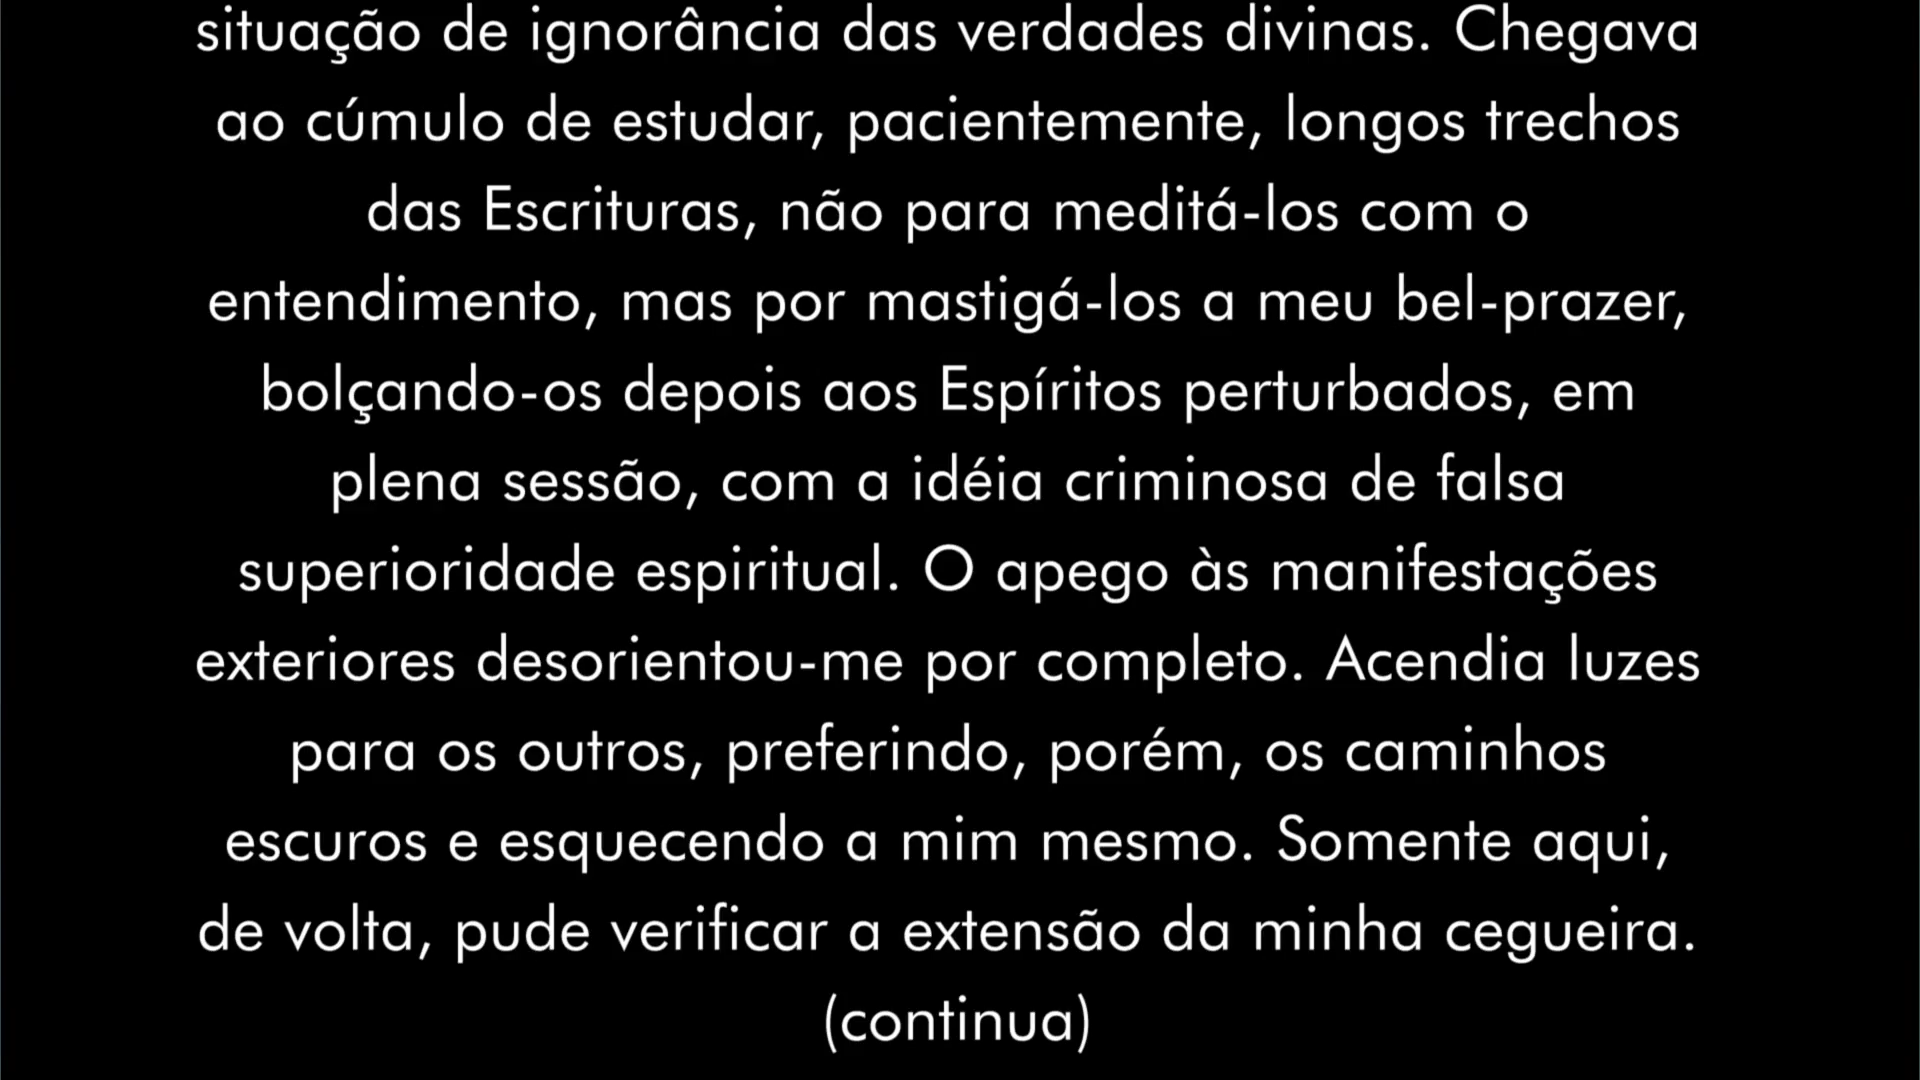 situação de ignorância das verdades divinas. Chegava
ao cúmulo de estudar, pacientemente, longos trechos
das Escrituras, não para meditá-los com o
entendimento, mas por mastigá-los a meu bel-prazer,
bolçando-os depois aos Espíritos perturbados, em
plena sessão, com a idéia criminosa de falsa
superioridade espiritual. O apego às manifestações
exteriores desorientou-me por completo. Acendia luzes
para os outros, preferindo, porém, os caminhos
escuros e esquecendo a mim mesmo. Somente aqui,
de volta, pude verificar a extensão da minha cegueira.
(continua)